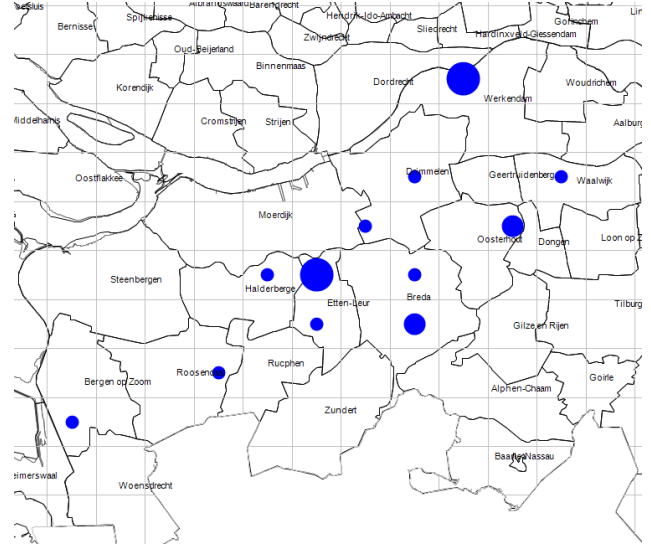 Spijkenisse
Bernisse
Hendrik-Ido-Ambacht
Sliedrecht
Gorinchem
Zwijndrecht
Hardinxveld-Giessendam
Oud-Beijerland
Binnenmaas
Korendijk
Dordrecht
Woudrichem
Werkendam
Cromstrijen
Strijen
Middelharnis
Aalburg
Oostflakkee
Drimmelen
Geertruidenberg
Waalwijk
Moerdijk
Oosterhout
Dongen
Loon op Z
Steenbergen
Halderberge
Etten-Leur
Breda
Tilburg
Gilze en Rijen
Rucphen
Roosendaal
Bergen op Zoom
Goirle
Alphen-Chaam
Zundert
Baarle-Nassau
eimerswaal
Woensdrecht